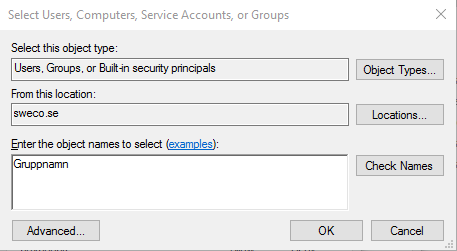 Select Users, Computers, Service Accounts, or Groups
Select this object type:
Users, Groups, or Built-in security principals
Object Types...
From this location:
sweco.se
Locations...
Enter the object names to select (examples):
Gruppnamn
Check Names
Advanced...
OK
Cancel